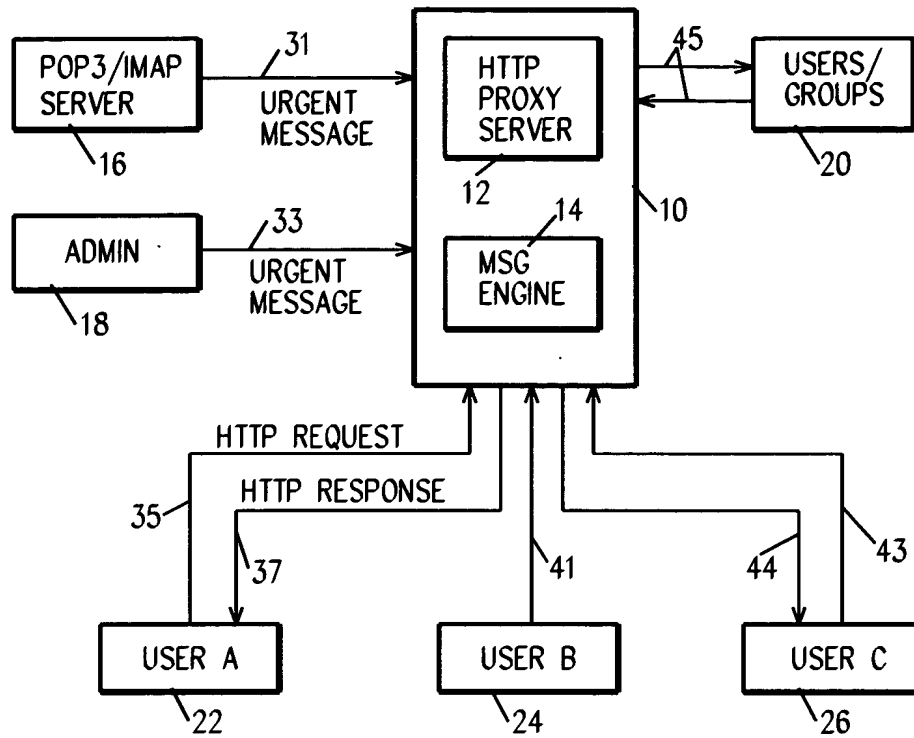 31
45
POP3/IMAP
SERVER
URGENT
MESSAGE
HTTP
PROXY
SERVER
USERS/
GROUPS
16
12
20
10
33
14
ADMIN
URGENT
MESSAGE
MSG
ENGINE
18
HTTP REQUEST
HTTP RESPONSE
35
37
41
44
43
USER A
USER B
USER C
22
24
26